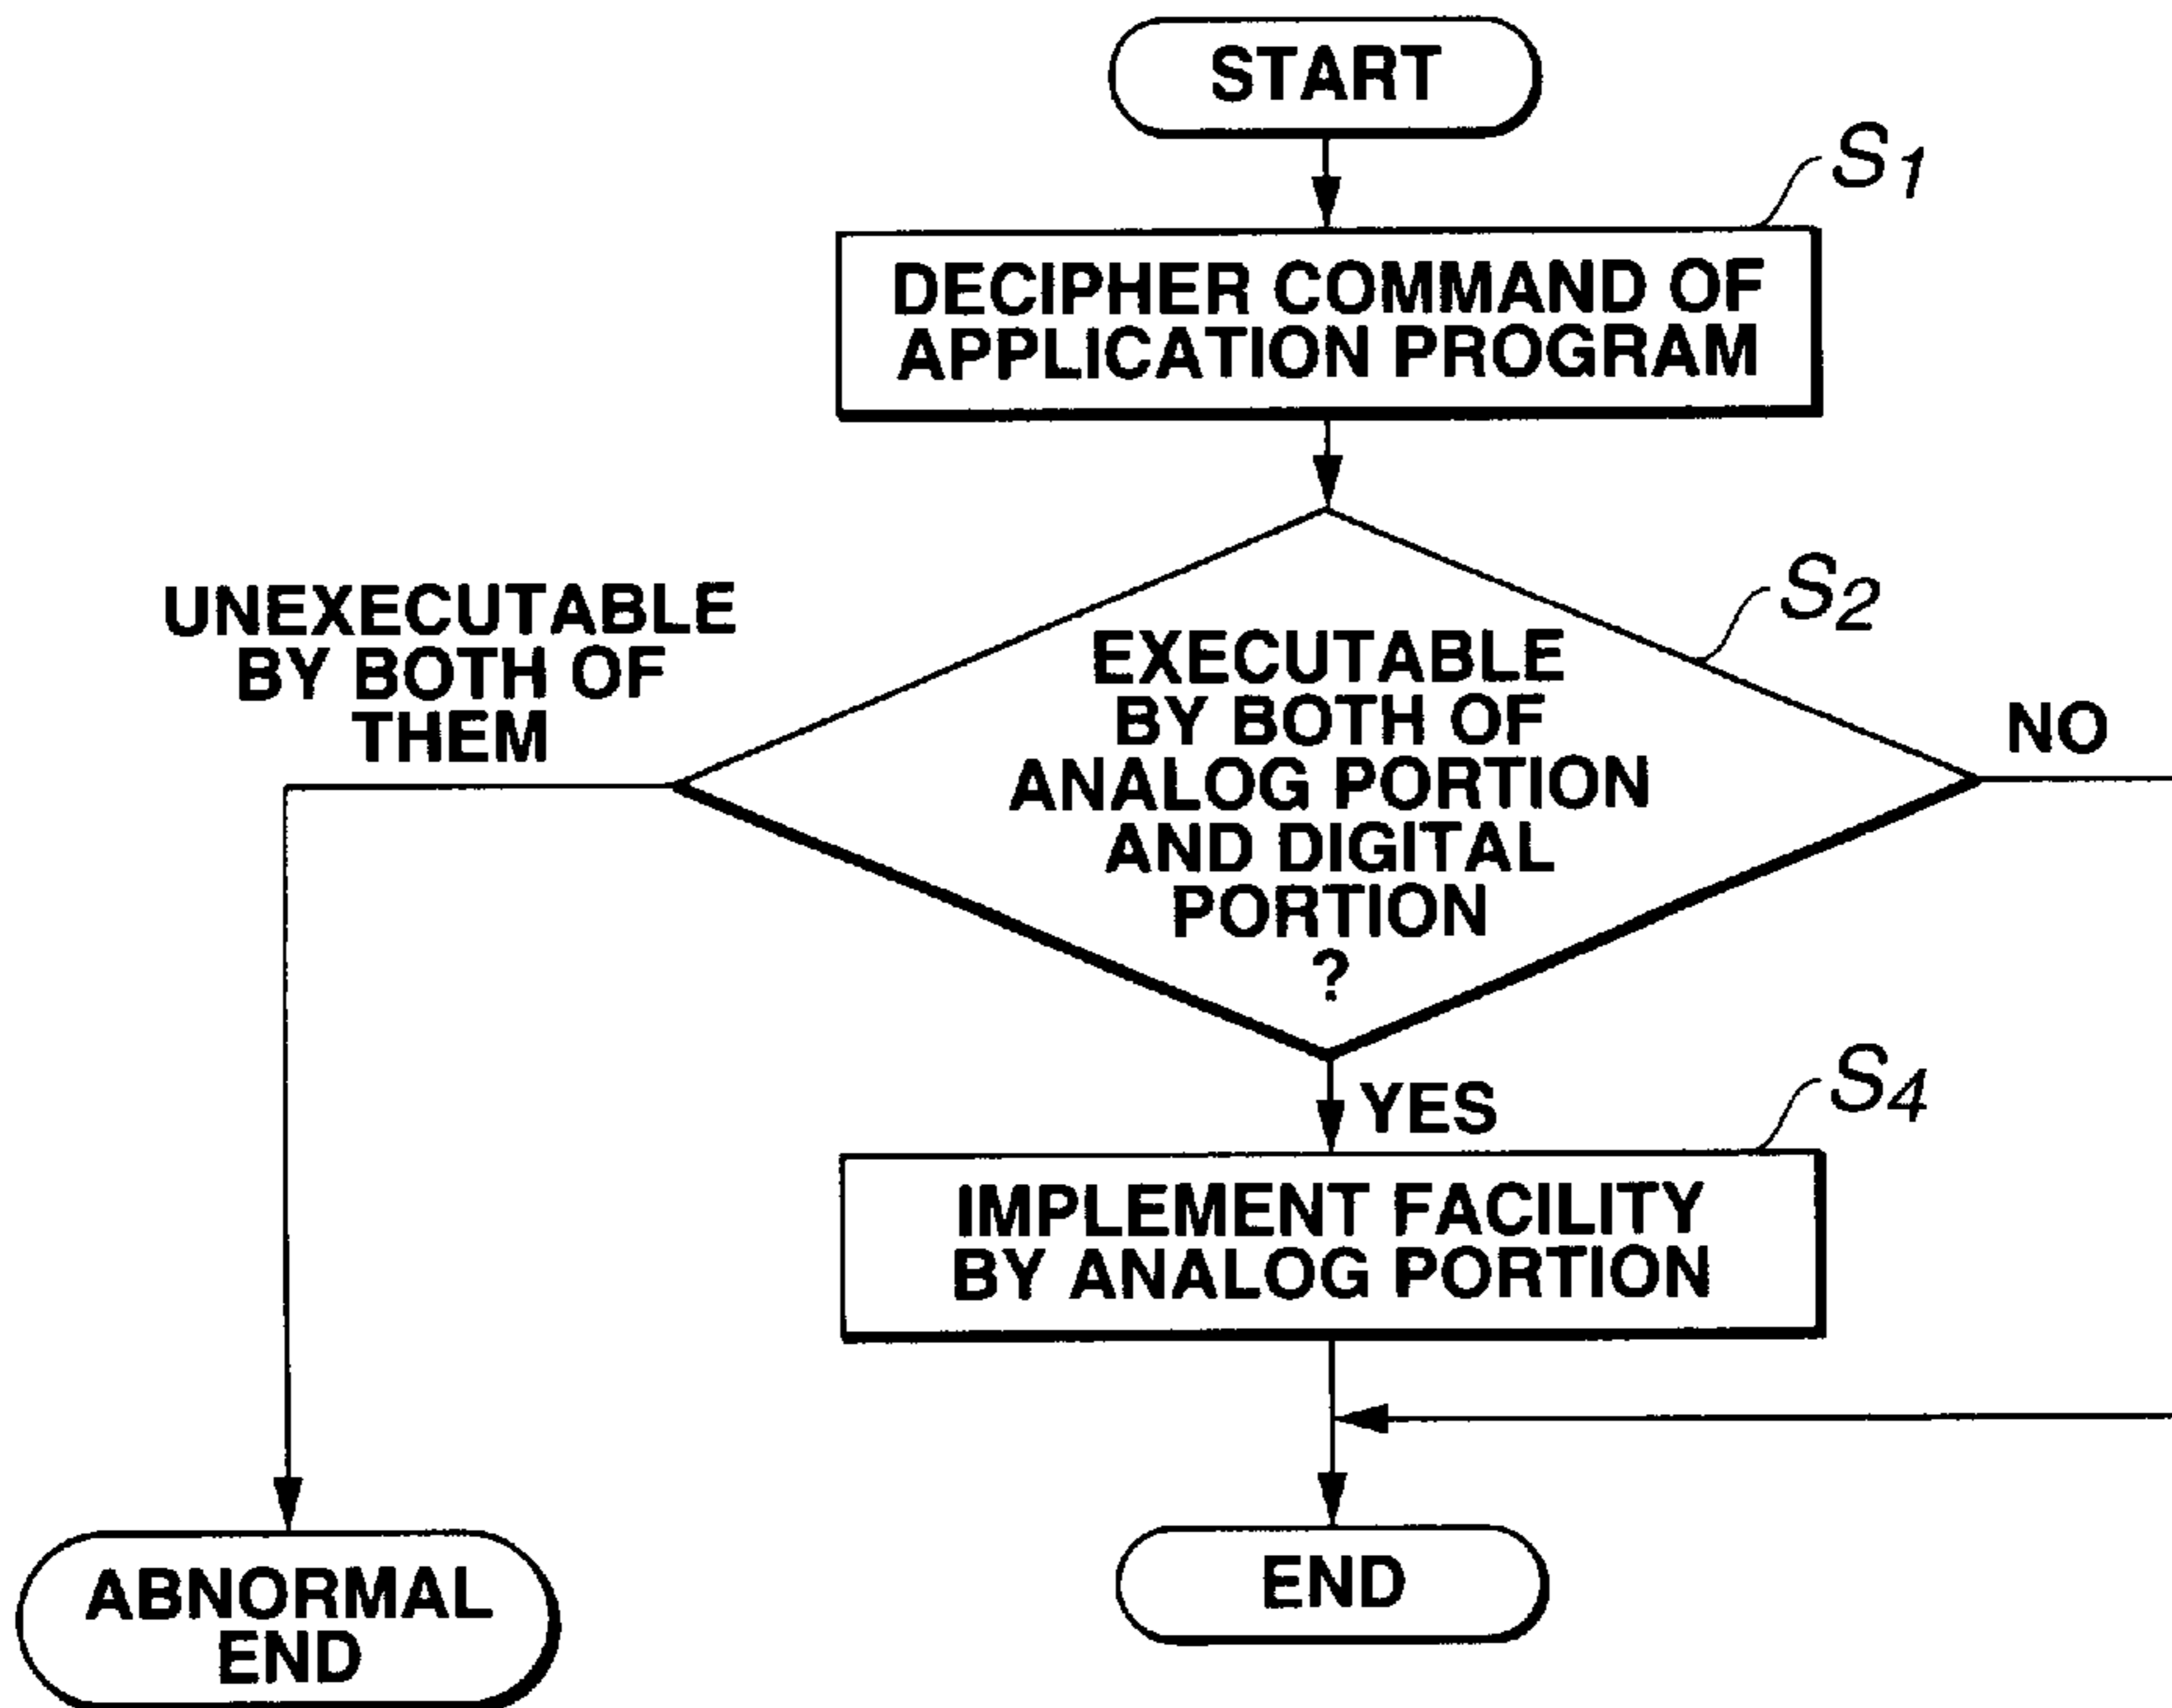 START
S1
DECIPHER COMMAND OF
APPLICATION PROGRAM
S2
UNEXECUTABLE
BY BOTH OF
THEM
EXECUTABLE
BY BOTH OF
ANALOG PORTION
AND DIGITAL
PORTION
?
NO
YES
S4
IMPLEMENT FACILITY
BY ANALOG PORTION
ABNORMAL
END
END